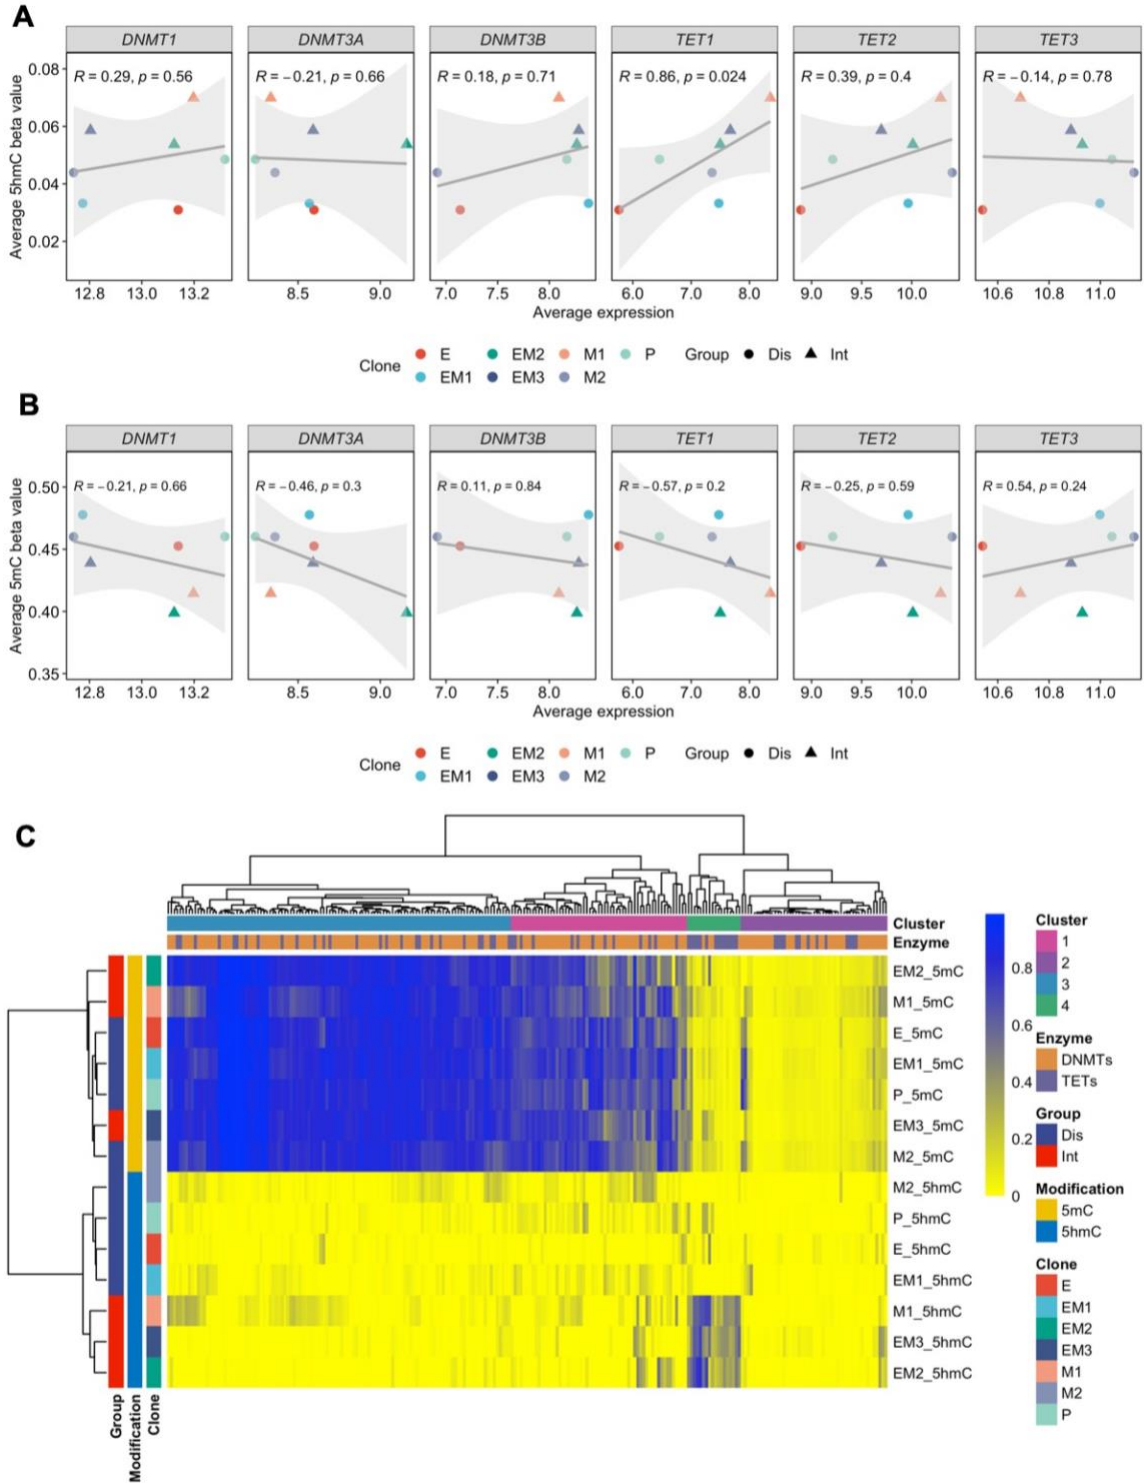 A
DNMT1 DNMT3A DNMT3B TET1 TET2 TET3
R = 0.29, p = 0.56 R = −0.21, p = 0.66 R = 0.18, p = 0.71 R = 0.86, p = 0.024 R = 0.39, p = 0.4 R = −0.14, p = 0.78
Average 5hmC beta value
0.08
0.06
0.04
0.02
12.8 13.0 13.2 8.5 9.0 7.0 7.5 8.0 6.0 7.0 8.0 9.0 9.5 10.0 10.6 10.8 11.0
Average expression
Clone E EM2 M1 P Group Dis Int
EM1 EM3 M2
B
DNMT1 DNMT3A DNMT3B TET1 TET2 TET3
R = −0.21, p = 0.66 R = −0.46, p = 0.3 R = 0.11, p = 0.84 R = −0.57, p = 0.2 R = −0.25, p = 0.59 R = 0.54, p = 0.24
Average 5mC beta value
0.50
0.45
0.40
0.35
12.8 13.0 13.2 8.5 9.0 7.0 7.5 8.0 6.0 7.0 8.0 9.0 9.5 10.0 10.6 10.8 11.0
Average expression
Clone E EM2 M1 P Group Dis Int
EM1 EM3 M2
C
Cluster
Enzyme
EM2_5mC
M1_5mC
E_5mC
EM1_5mC
P_5mC
EM3_5mC
M2_5mC
M2_5hmC
P_5hmC
E_5hmC
EM1_5hmC
M1_5hmC
EM3_5hmC
EM2_5hmC
Group
Modification
Clone
0.8
0.6
0.4
0.2
0
Cluster
1
2
3
4
Enzyme
DNMTs
TETs
Group
Dis
Int
Modification
5mC
5hmC
Clone
E
EM1
EM2
EM3
M1
M2
P